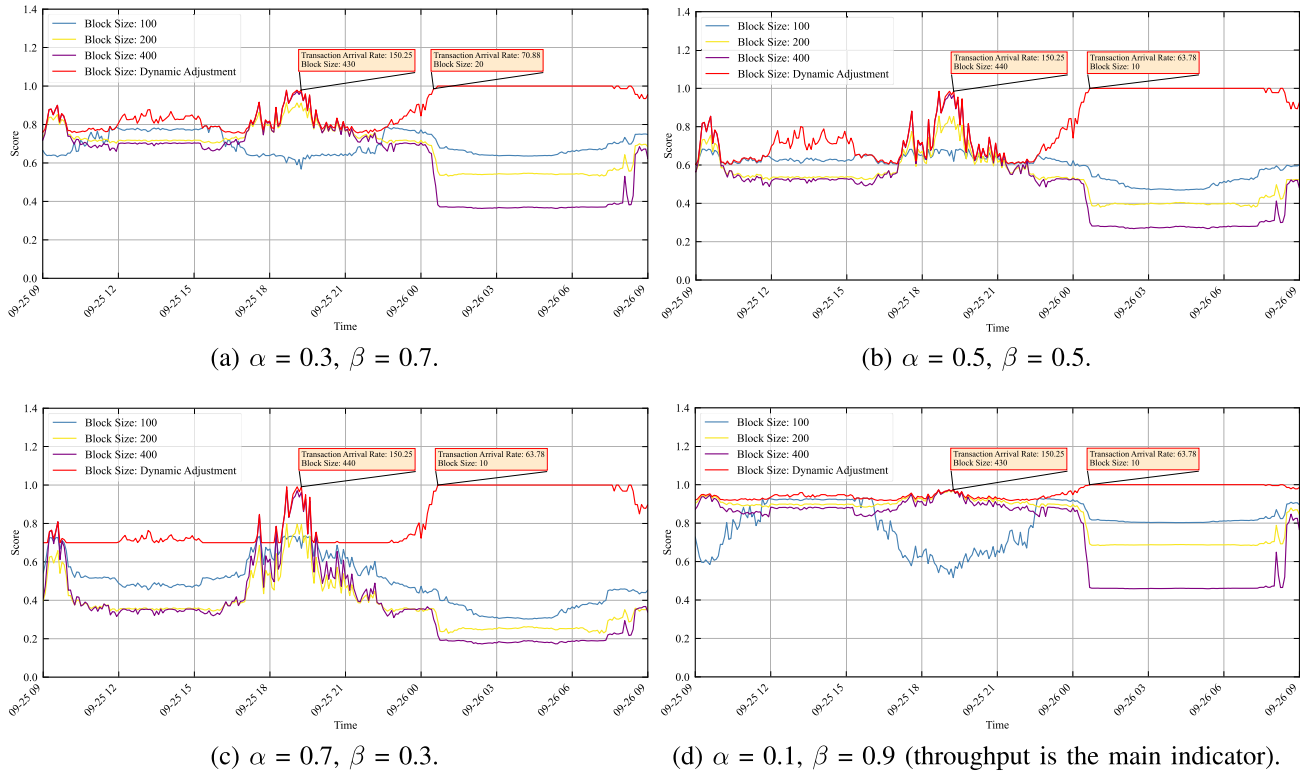 Block Size: 100
Block Size: 200
Block Size: 400
Block Size: Dynamic Adjustment
Transaction Arrival Rate: 150.25
Block Size: 430
Transaction Arrival Rate: 70.88
Block Size: 20
1.4
1.2
1.0
0.8
0.6
0.4
0.2
0.0
Score
09-25 09
09-25 12
09-25 15
09-25 18
09-25 21
09-26 00
09-26 03
09-26 06
09-26 09
Time
(a) α = 0.3, β = 0.7.
Block Size: 100
Block Size: 200
Block Size: 400
Block Size: Dynamic Adjustment
Transaction Arrival Rate: 150.25
Block Size: 440
Transaction Arrival Rate: 63.78
Block Size: 10
1.4
1.2
1.0
0.8
0.6
0.4
0.2
0.0
Score
09-25 09
09-25 12
09-25 15
09-25 18
09-25 21
09-26 00
09-26 03
09-26 06
09-26 09
Time
(b) α = 0.5, β = 0.5.
Block Size: 100
Block Size: 200
Block Size: 400
Block Size: Dynamic Adjustment
Transaction Arrival Rate: 150.25
Block Size: 440
Transaction Arrival Rate: 63.78
Block Size: 10
1.4
1.2
1.0
0.8
0.6
0.4
0.2
0.0
Score
09-25 09
09-25 12
09-25 15
09-25 18
09-25 21
09-26 00
09-26 03
09-26 06
09-26 09
Time
(c) α = 0.7, β = 0.3.
Block Size: 100
Block Size: 200
Block Size: 400
Block Size: Dynamic Adjustment
Transaction Arrival Rate: 150.25
Block Size: 430
Transaction Arrival Rate: 63.78
Block Size: 10
1.4
1.2
1.0
0.8
0.6
0.4
0.2
0.0
Score
09-25 09
09-25 12
09-25 15
09-25 18
09-25 21
09-26 00
09-26 03
09-26 06
09-26 09
Time
(d) α = 0.1, β = 0.9 (throughput is the main indicator).